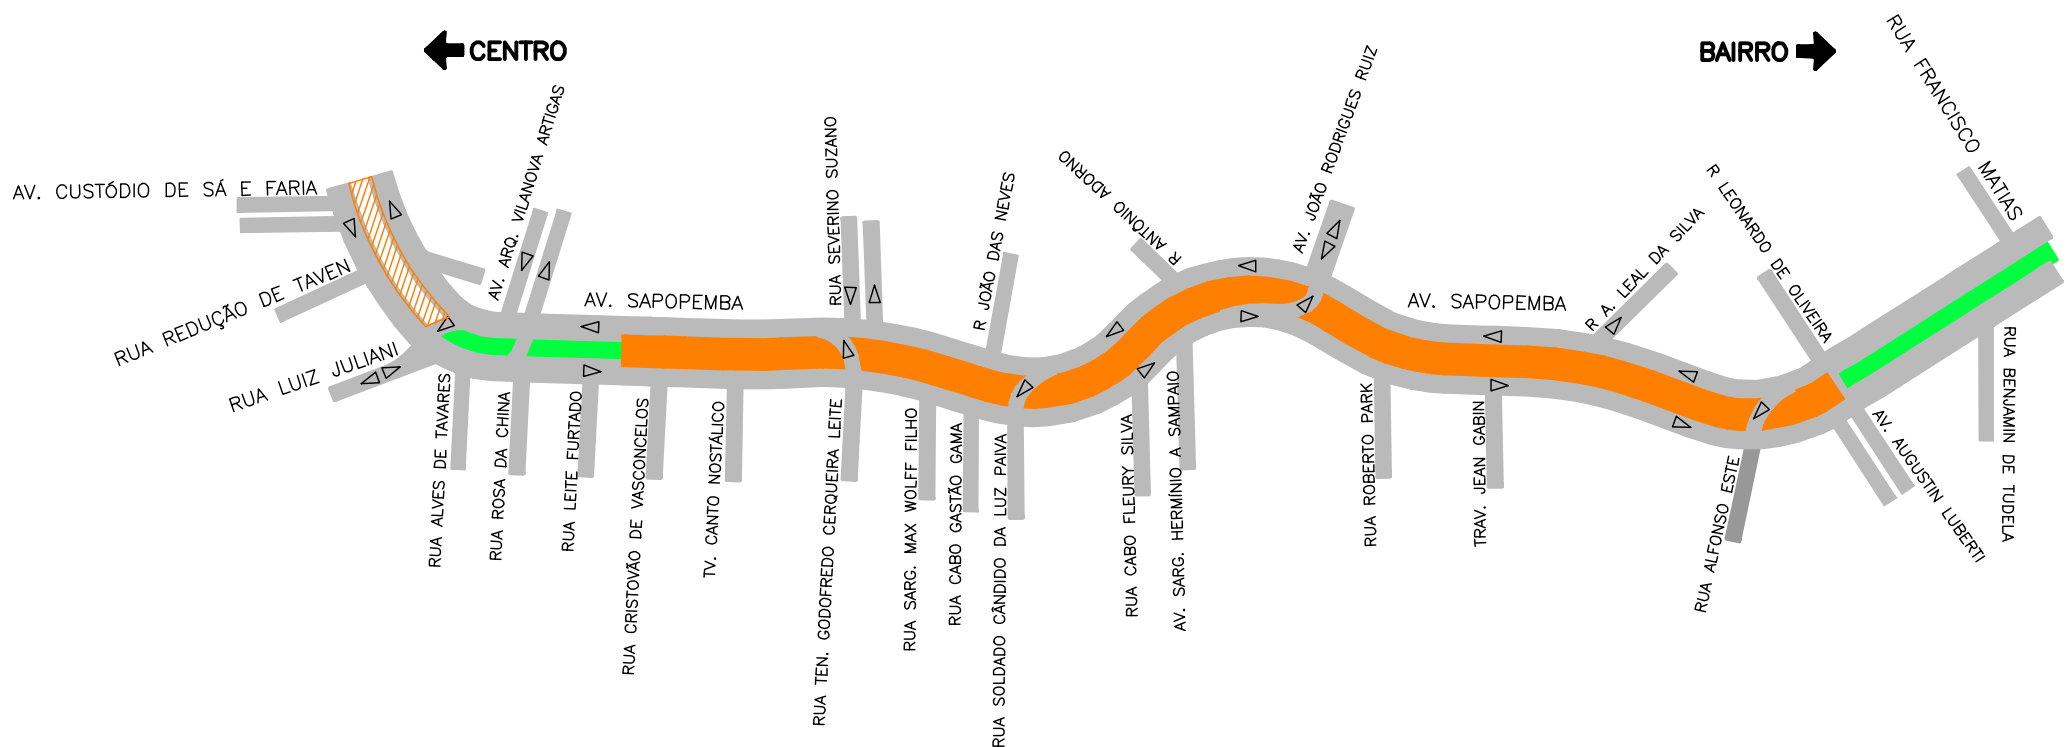 CENTRO
BAIRRO
RUA FRANCISCO MATIAS
AV. CUSTÓDIO DE SÁ E FARIA
AV. ARQ. VILANOVA ARTIGAS
RUA SEVERINO SUZANO
R JOÃO DAS NEVES
R ANTÔNIO ADORNO
AV. JOÃO RODRIGUES RUIZ
R A. LEAL DA SILVA
R LEONARDO DE OLIVEIRA
RUA REDUÇÃO DE TAVEN
RUA LUIZ JULIANI
AV. SAPOPEMBA
AV. SAPOPEMBA
RUA ALVES DE TAVARES
RUA ROSA DA CHINA
RUA LEITE FURTADO
RUA CRISTOVÃO DE VASCONCELOS
TV. CANTO NOSTÁLICO
RUA TEN. GODOFREDO CERQUEIRA LEITE
RUA SARG. MAX WOLFF FILHO
RUA CABO GASTÃO GAMA
RUA SOLDADO CÂNDIDO DA LUZ PAIVA
RUA CABO FLEURY SILVA
AV. SARG. HERMÍNIO A SAMPAIO
RUA ROBERTO PARK
TRAV. JEAN GABIN
RUA ALFONSO ESTE
AV. AUGUSTIN LUBERTI
RUA BENJAMIN DE TUDELA